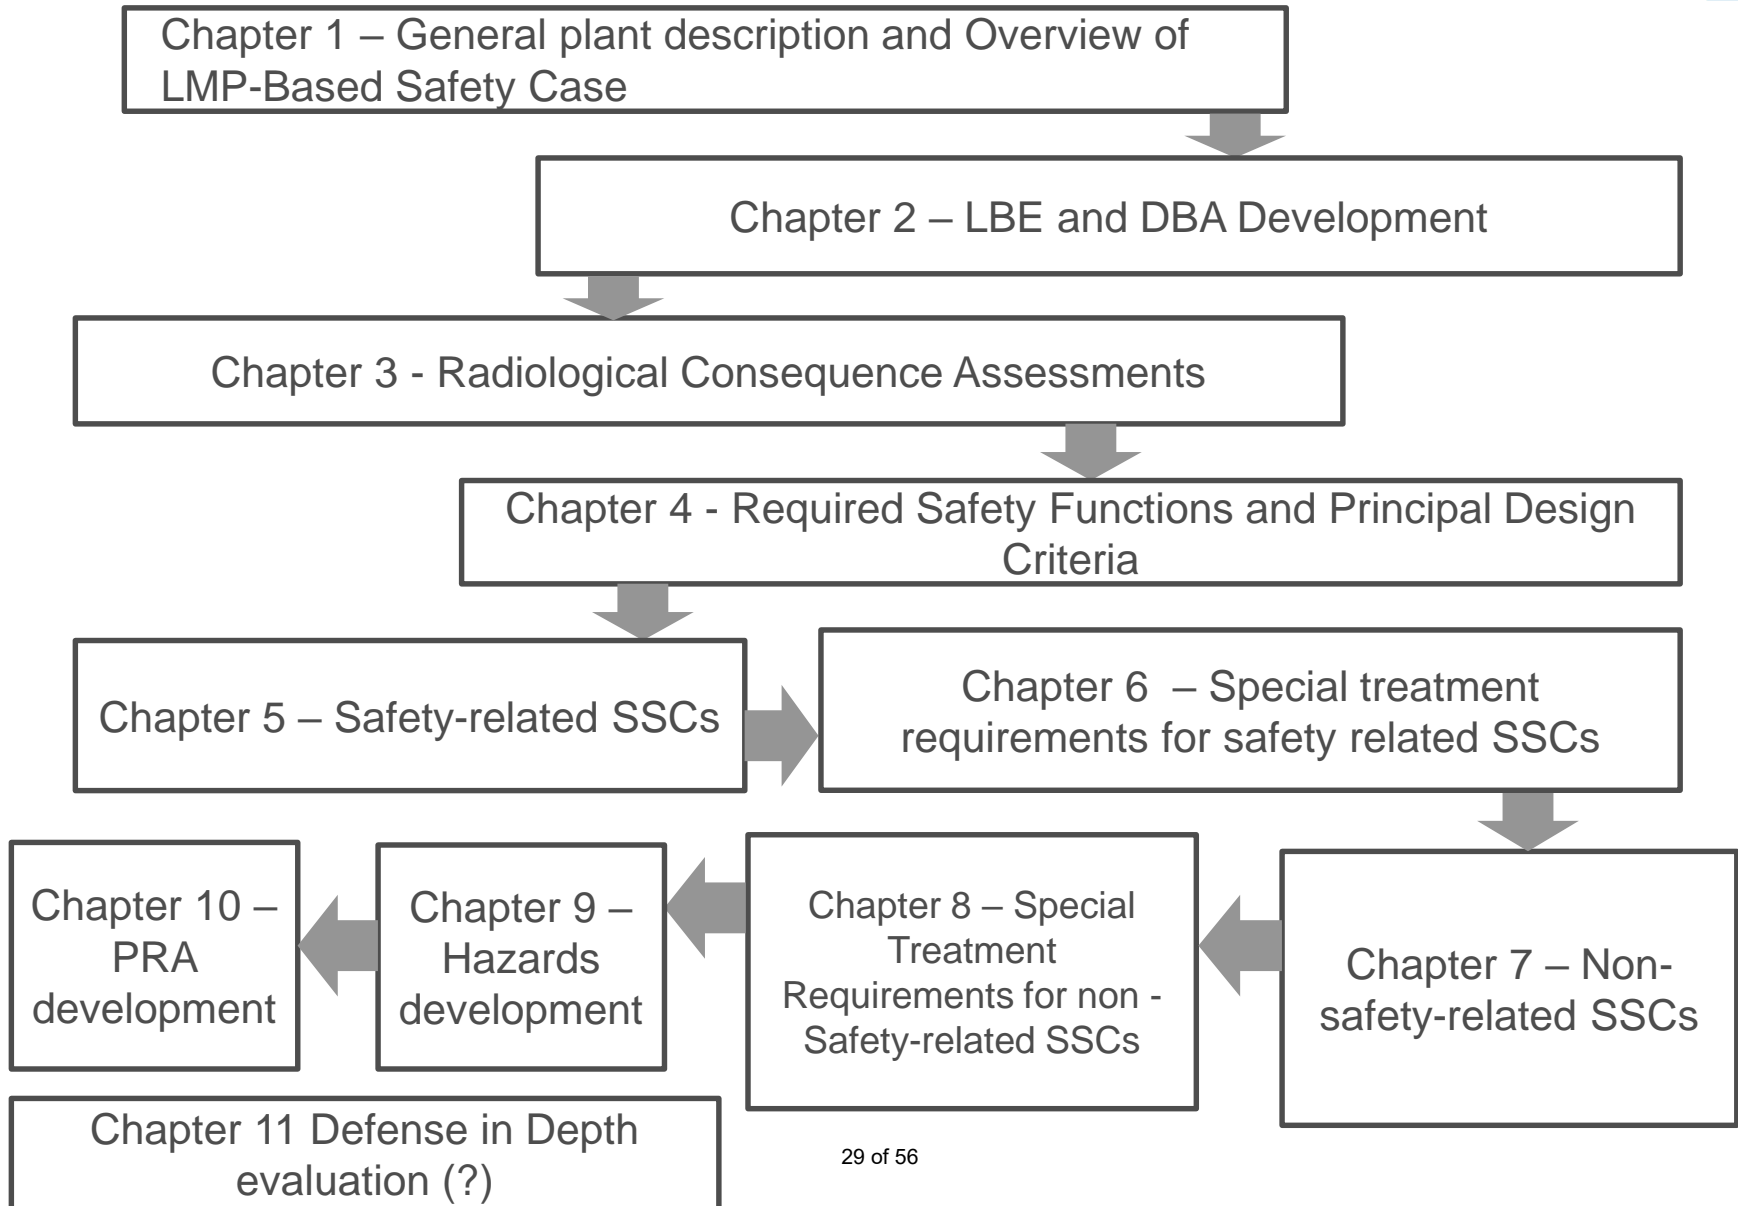 Chapter 1 – General plant description and Overview of
LMP-Based Safety Case
Chapter 2 – LBE and DBA Development
Chapter 3 - Radiological Consequence Assessments
Chapter 4 - Required Safety Functions and Principal Design
Criteria
Chapter 5 – Safety-related SSCs
Chapter 6 – Special treatment
requirements for safety related SSCs
Chapter 7 – Non-
safety-related SSCs
Chapter 8 – Special
Treatment
Requirements for non -
Safety-related SSCs
Chapter 9 –
Hazards
development
Chapter 10 –
PRA
development
Chapter 11 Defense in Depth
evaluation (?)
29 of 56